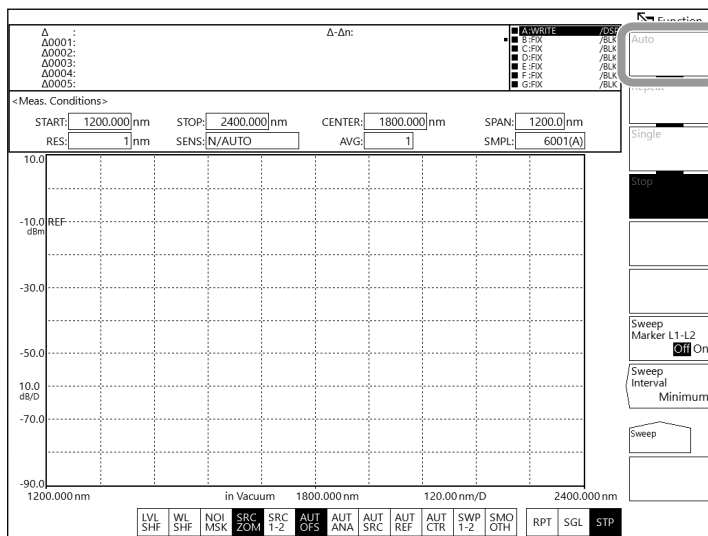 Function
Δ :
Δ-Δn:
Δ0001:
Δ0002:
Δ0003:
Δ0004:
Δ0005:
A:WRITE /DSP
B:FIX /BLK
C:FIX /BLK
D:FIX /BLK
E:FIX /BLK
F:FIX /BLK
G:FIX /BLK
<Meas. Conditions>
START: 1200.000 nm STOP: 2400.000 nm CENTER: 1800.000 nm SPAN: 1200.0 nm
RES: 1 nm SENS: N/AUTO AVG: 1 SMPL: 6001(A)
10.0
-10.0 REF
dBm
-30.0
-50.0
10.0
dB/D
-70.0
-90.0
1200.000 nm in Vacuum 1800.000 nm 120.00 nm/D 2400.000 nm
LVL SHF
WL SHF
NOI MSK
SRC ZOM
SRC 1-2
AUT OFS
AUT ANA
AUT SRC
AUT REF
AUT CTR
SWP 1-2
SMO OTH
RPT
SGL
STP
Auto
Repeat
Single
Stop
Sweep
Marker L1-L2
Off On
Sweep
Interval
Minimum
Sweep